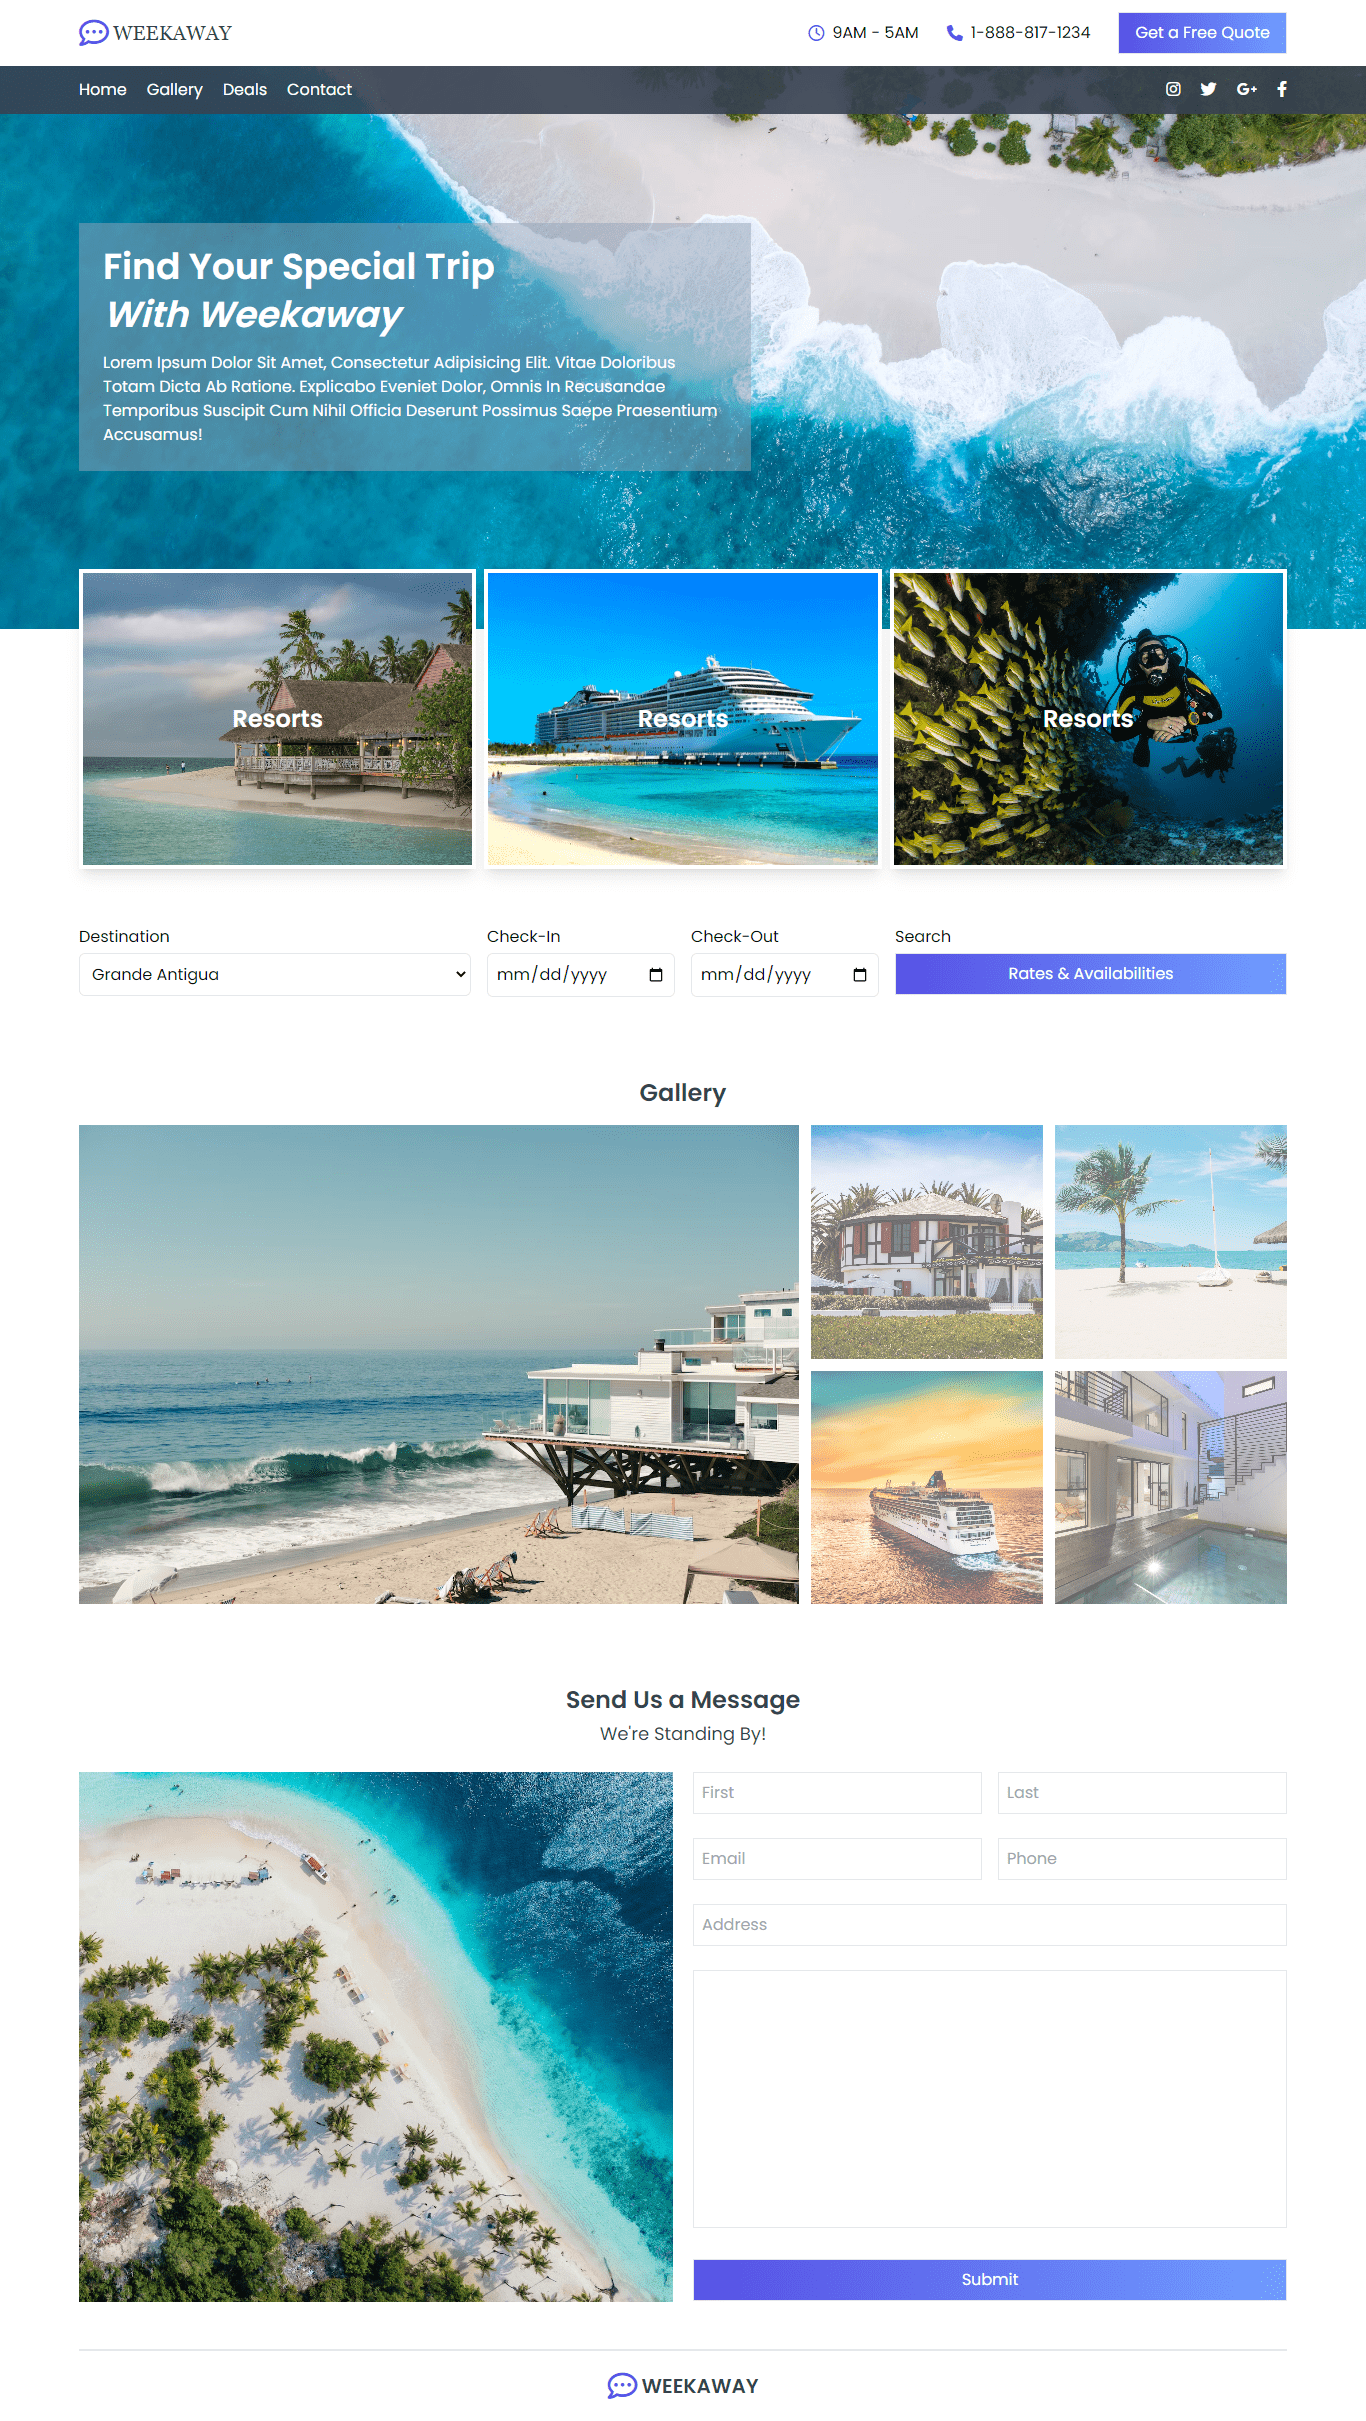 WEEKAWAY
9AM - 5AM
1-888-817-1234
Get a Free Quote
Home
Gallery
Deals
Contact
Find Your Special Trip
With Weekaway
Lorem Ipsum Dolor Sit Amet, Consectetur Adipisicing Elit. Vitae Doloribus
Totam Dicta Ab Ratione. Explicabo Eveniet Dolor, Omnis In Recusandae
Temporibus Suscipit Cum Nihil Officia Deserunt Possimus Saepe Praesentium
Accusamus!
Resorts
Resorts
Resorts
Destination
Check-In
Check-Out
Search
Grande Antigua
mm/dd/yyyy
mm/dd/yyyy
Rates & Availabilities
Gallery
Send Us a Message
We're Standing By!
First
Last
Email
Phone
Address
Submit
WEEKAWAY